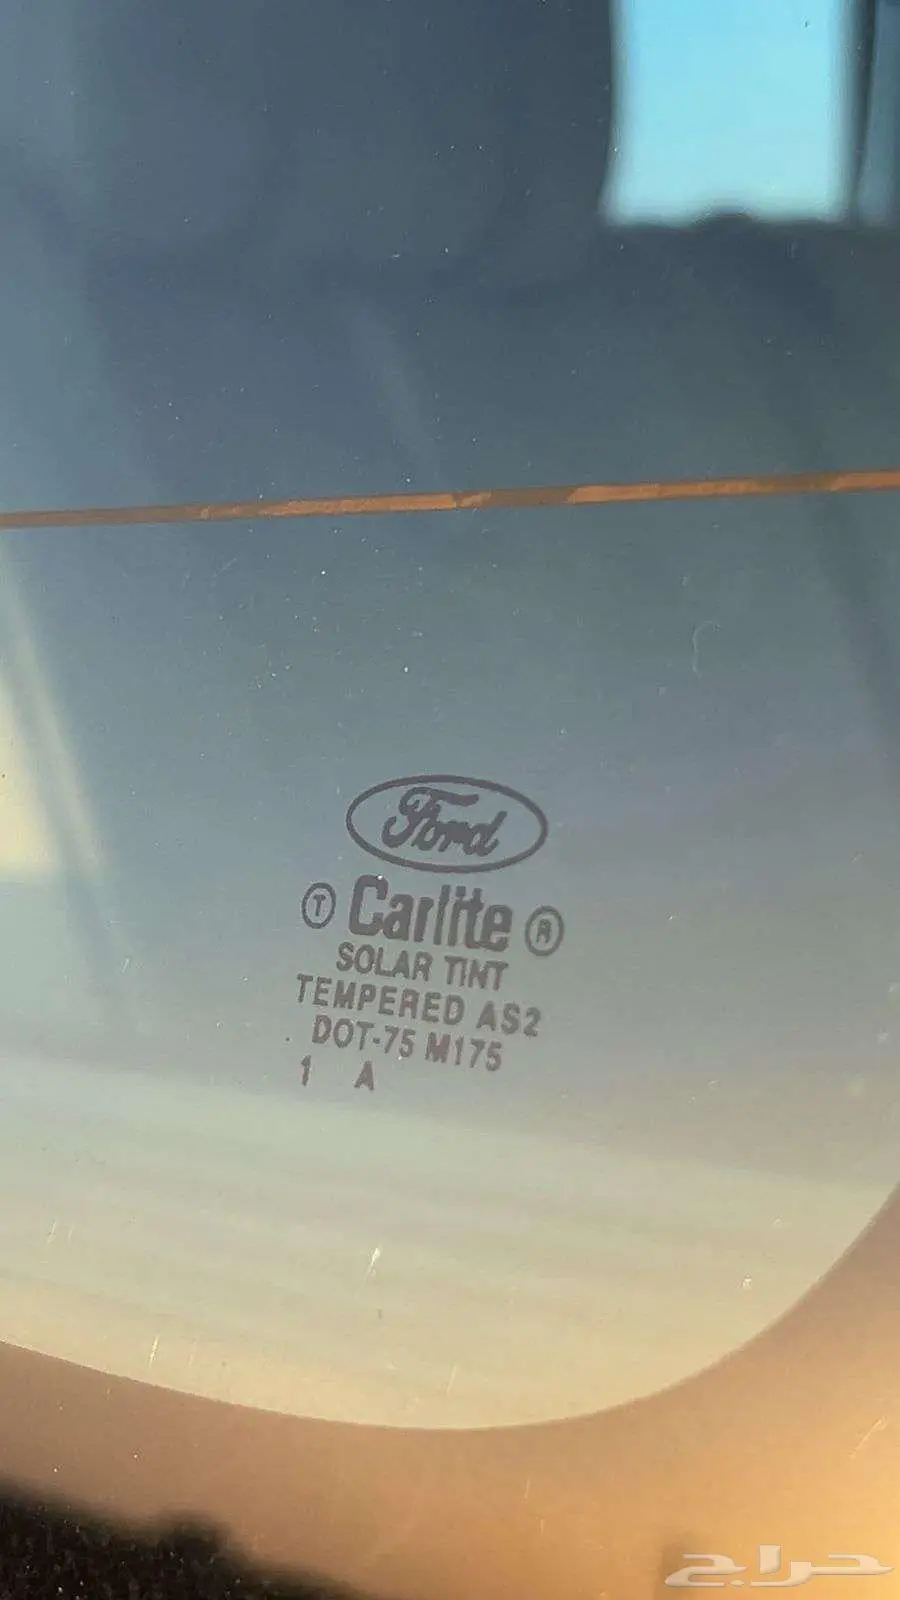 Ford
T Carlite R
SOLAR TINT
TEMPERED AS2
DOT-75 M175
1 A
حراج